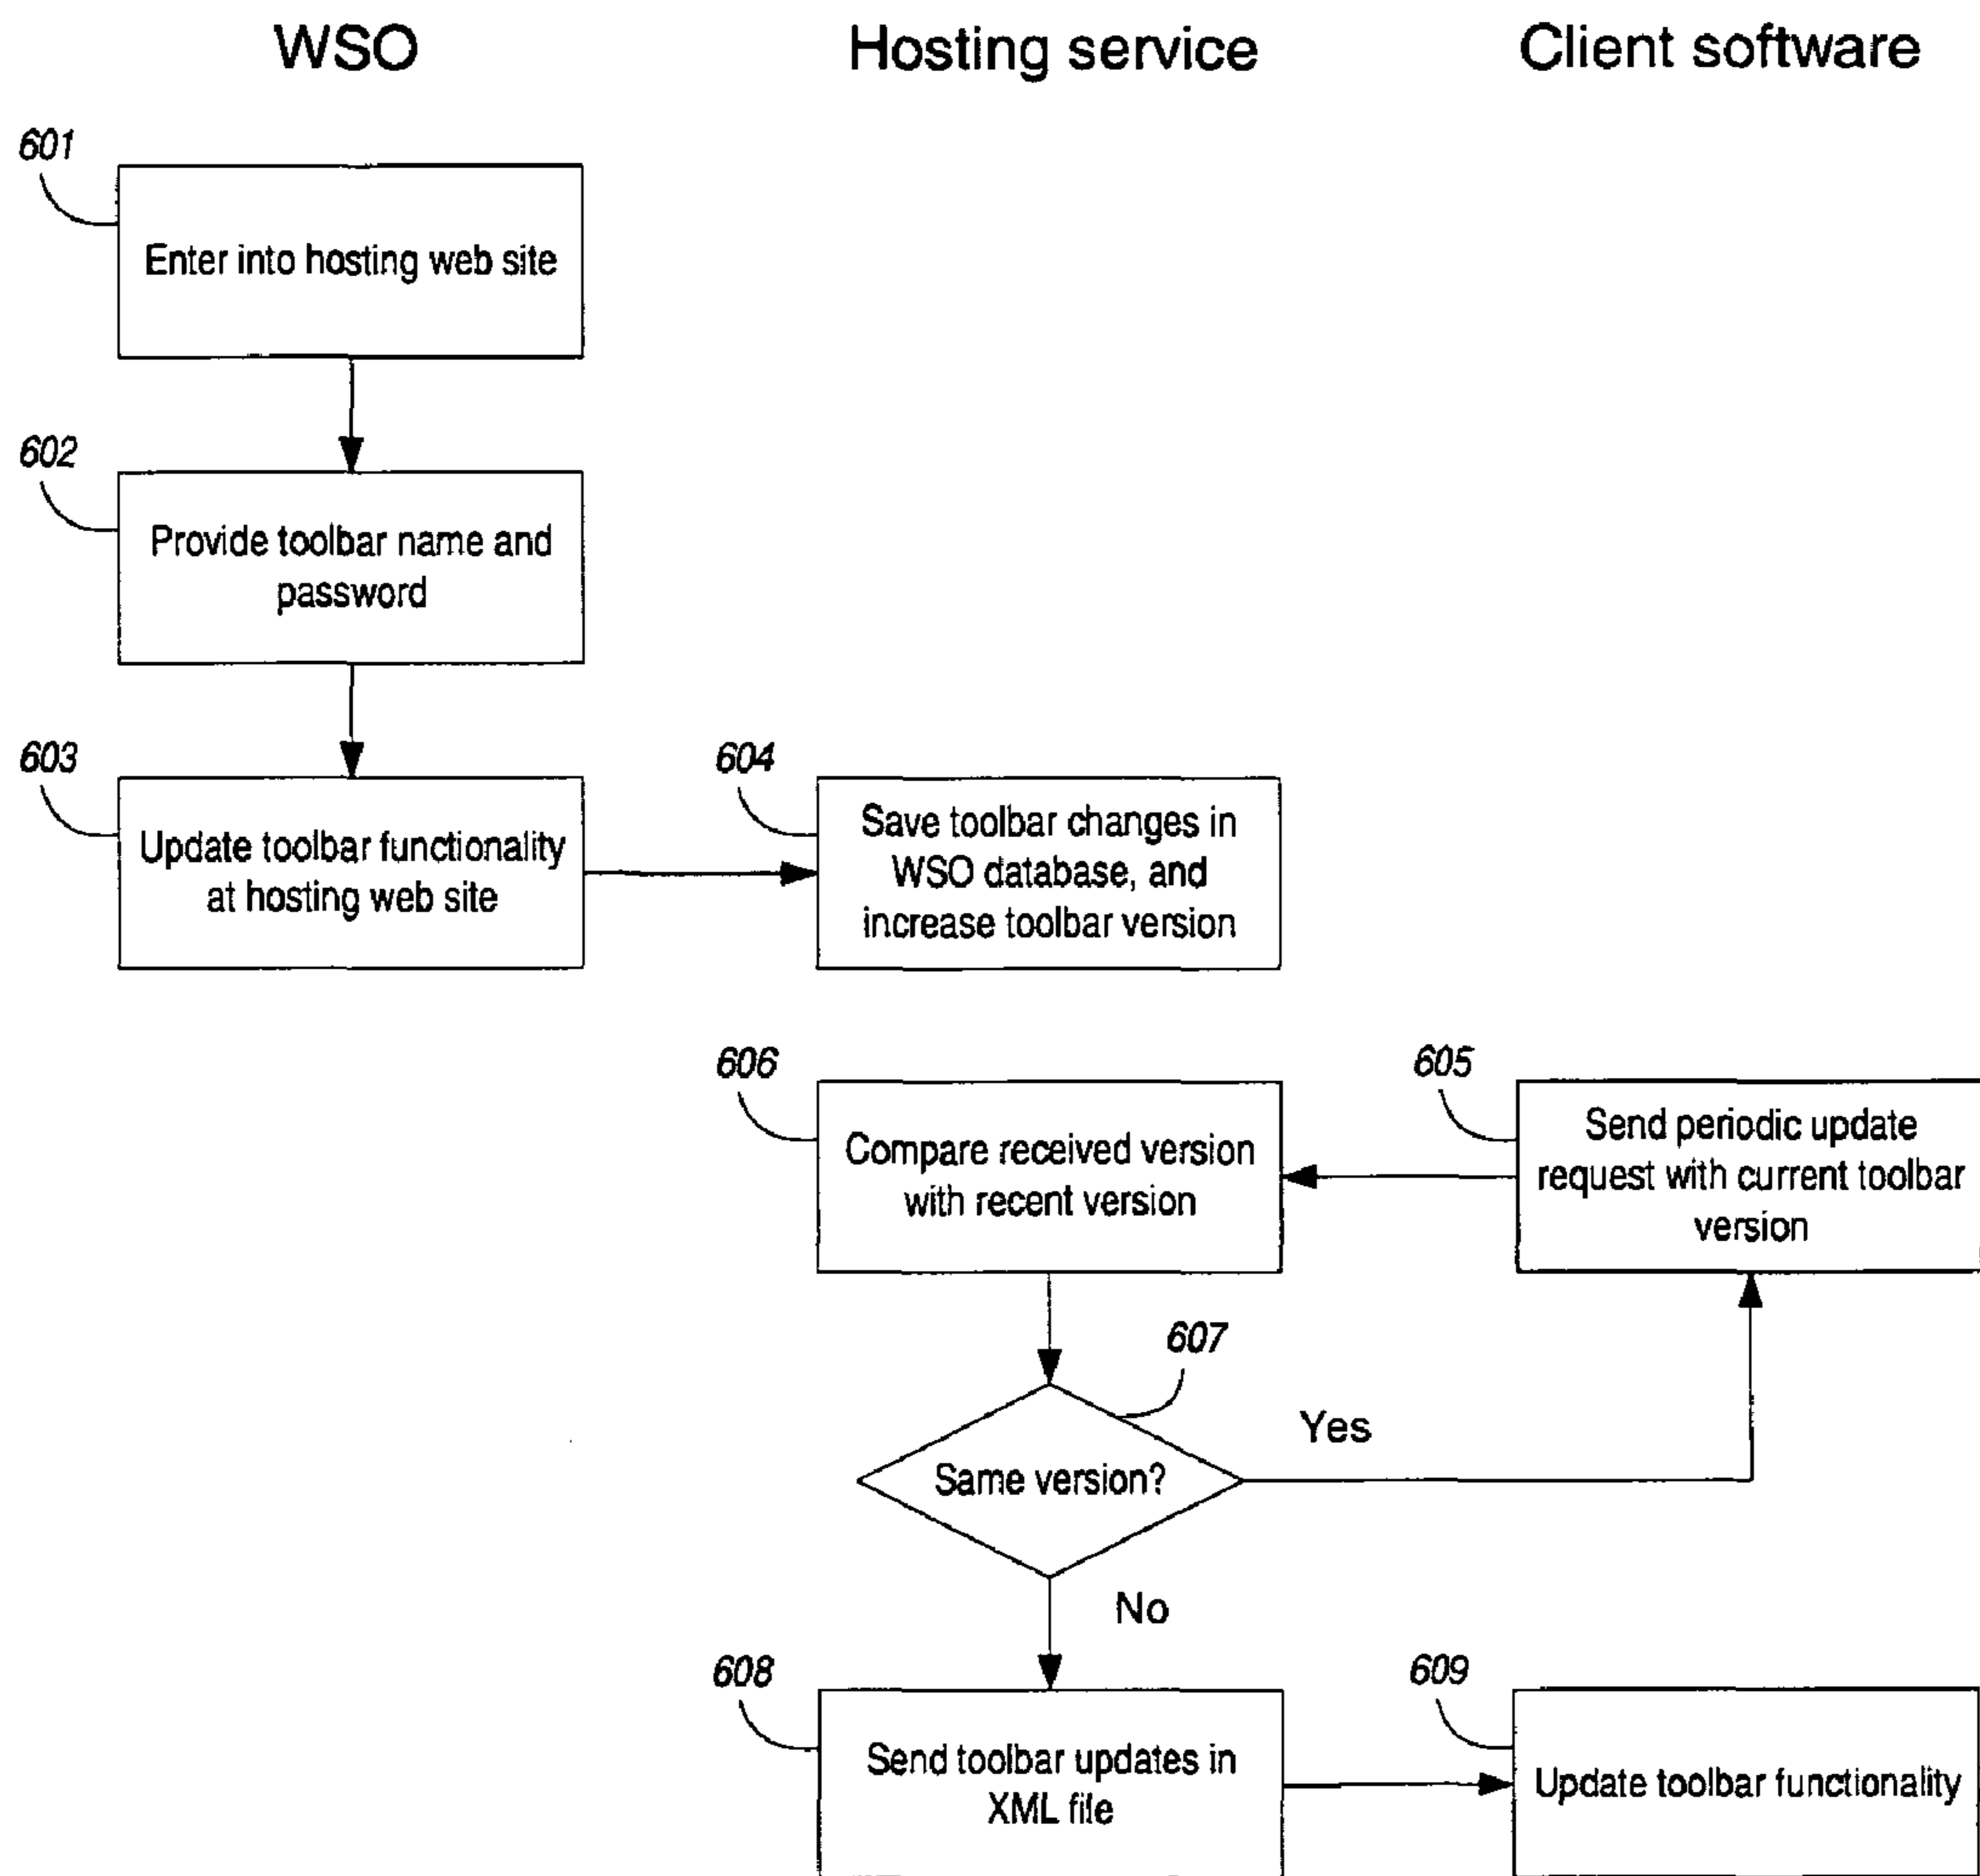 WSO
Hosting service
Client software
601
Enter into hosting web site
602
Provide toolbar name and
password
603
Update toolbar functionality
at hosting web site
604
Save toolbar changes in
WSO database, and
increase toolbar version
606
Compare received version
with recent version
605
Send periodic update
request with current toolbar
version
607
Same version?
Yes
No
608
Send toolbar updates in
XML file
609
Update toolbar functionality